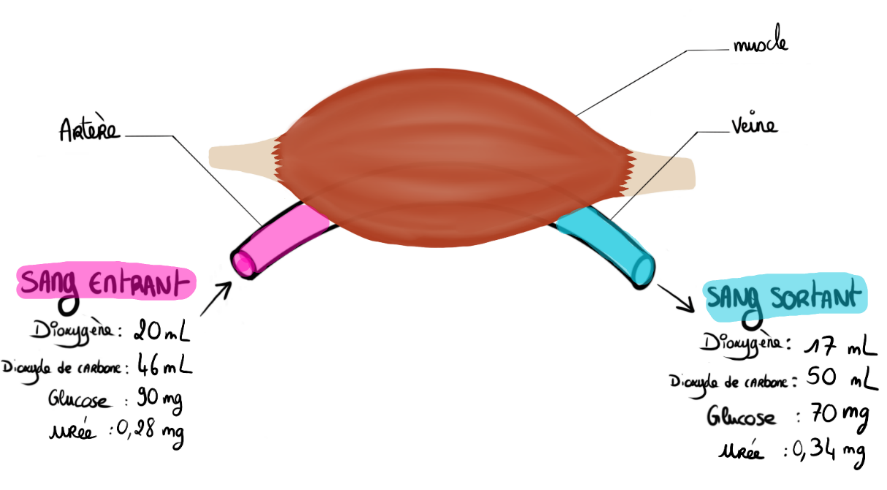 muscle
Artère
Veine
SANG ENTRANT
Dioxygène : 20 mL
Dioxyde de carbone : 46 mL
Glucose : 90 mg
Urée : 0,28 mg
SANG SORTANT
Dioxygène : 17 mL
Dioxyde de carbone : 50 mL
Glucose : 70 mg
Urée : 0,34 mg